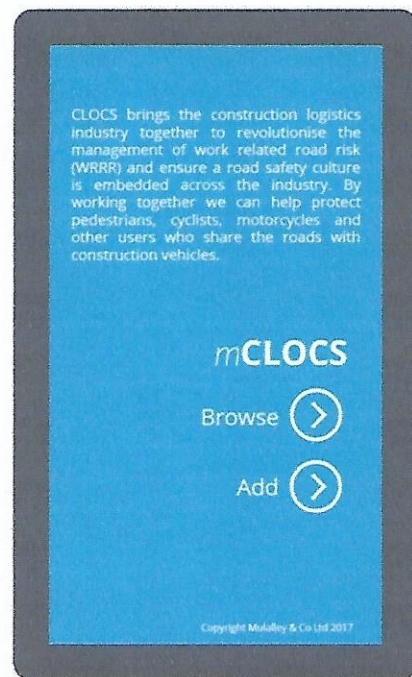 CLOCS brings the construction logistics
industry together to revolutionise the
management of work related road risk
(WRRR) and ensure a road safety culture
is embedded across the industry. By
working together we can help protect
pedestrians, cyclists, motorcycles and
other users who share the roads with
construction vehicles.
mCLOCS
Browse
Add
Copyright Mulalley & Co Ltd 2017